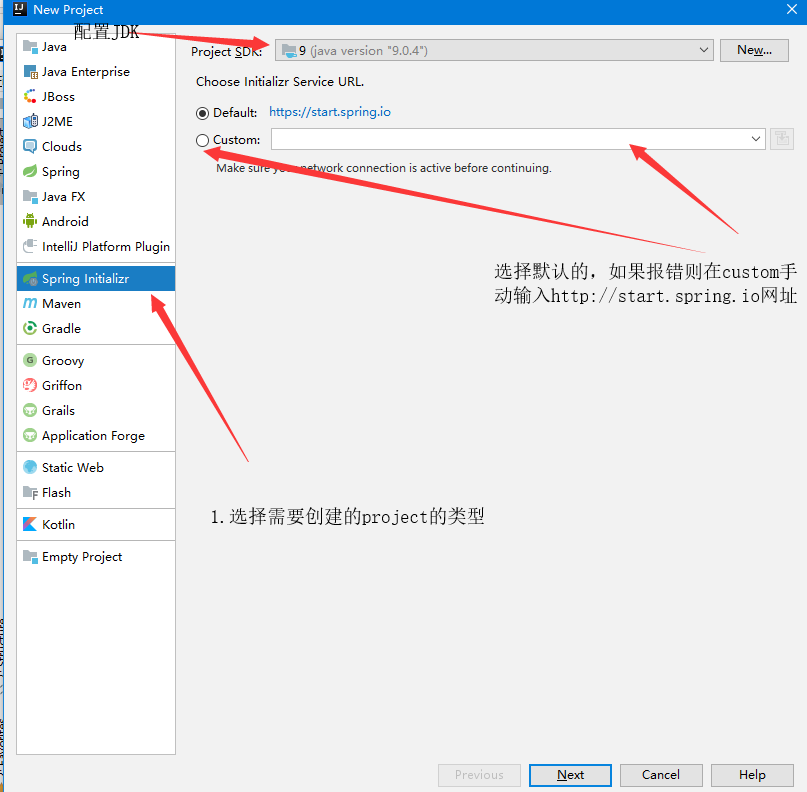 New Project
配置JDK
Java
Java Enterprise
JBoss
J2ME
Clouds
Spring
Java FX
Android
IntelliJ Platform Plugin
Spring Initializr
Maven
Gradle
Groovy
Griffon
Grails
Application Forge
Static Web
Flash
Kotlin
Empty Project
Project SDK:
9 (java version "9.0.4")
New...
Choose Initializr Service URL.
Default: https://start.spring.io
Custom:
Make sure your network connection is active before continuing.
选择默认的，如果报错则在custom手
动输入http://start.spring.io网址
1.选择需要创建的project的类型
Previous
Next
Cancel
Help